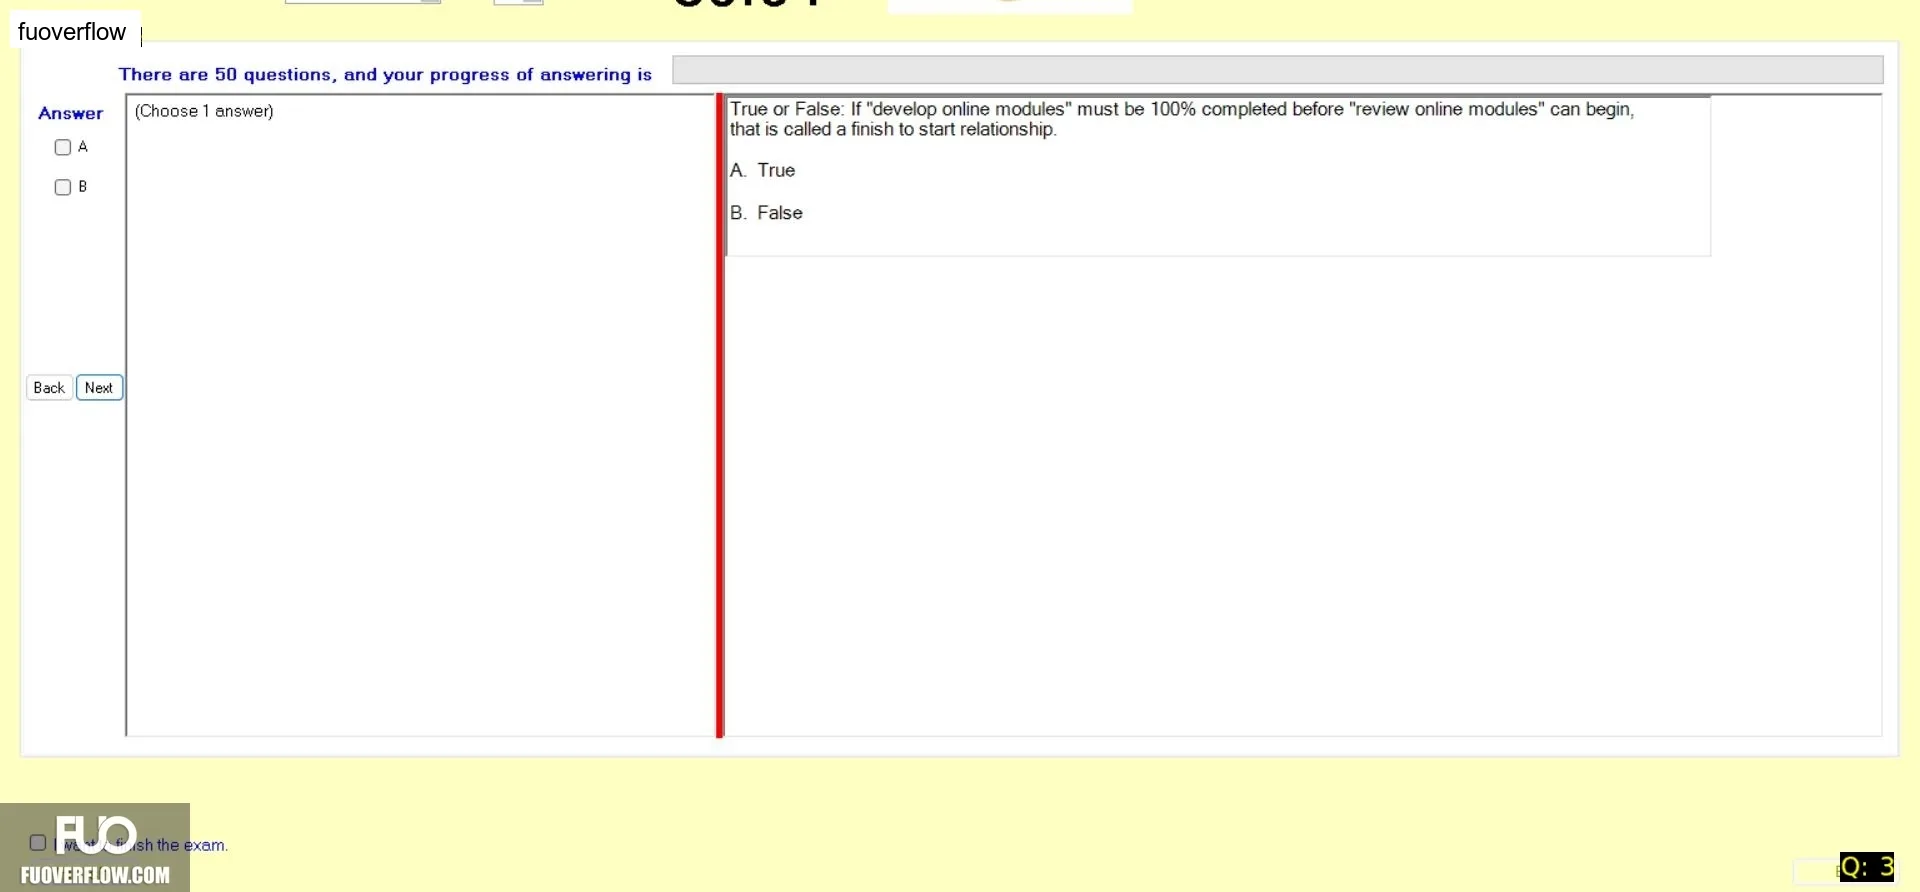 fuoverflow
There are 50 questions, and your progress of answering is
Answer
(Choose 1 answer)
A
B
True or False: If "develop online modules" must be 100% completed before "review online modules" can begin,
that is called a finish to start relationship.
A. True
B. False
Back Next
FUO
finish the exam.
FUOVERFLOW.COM
Q: 3